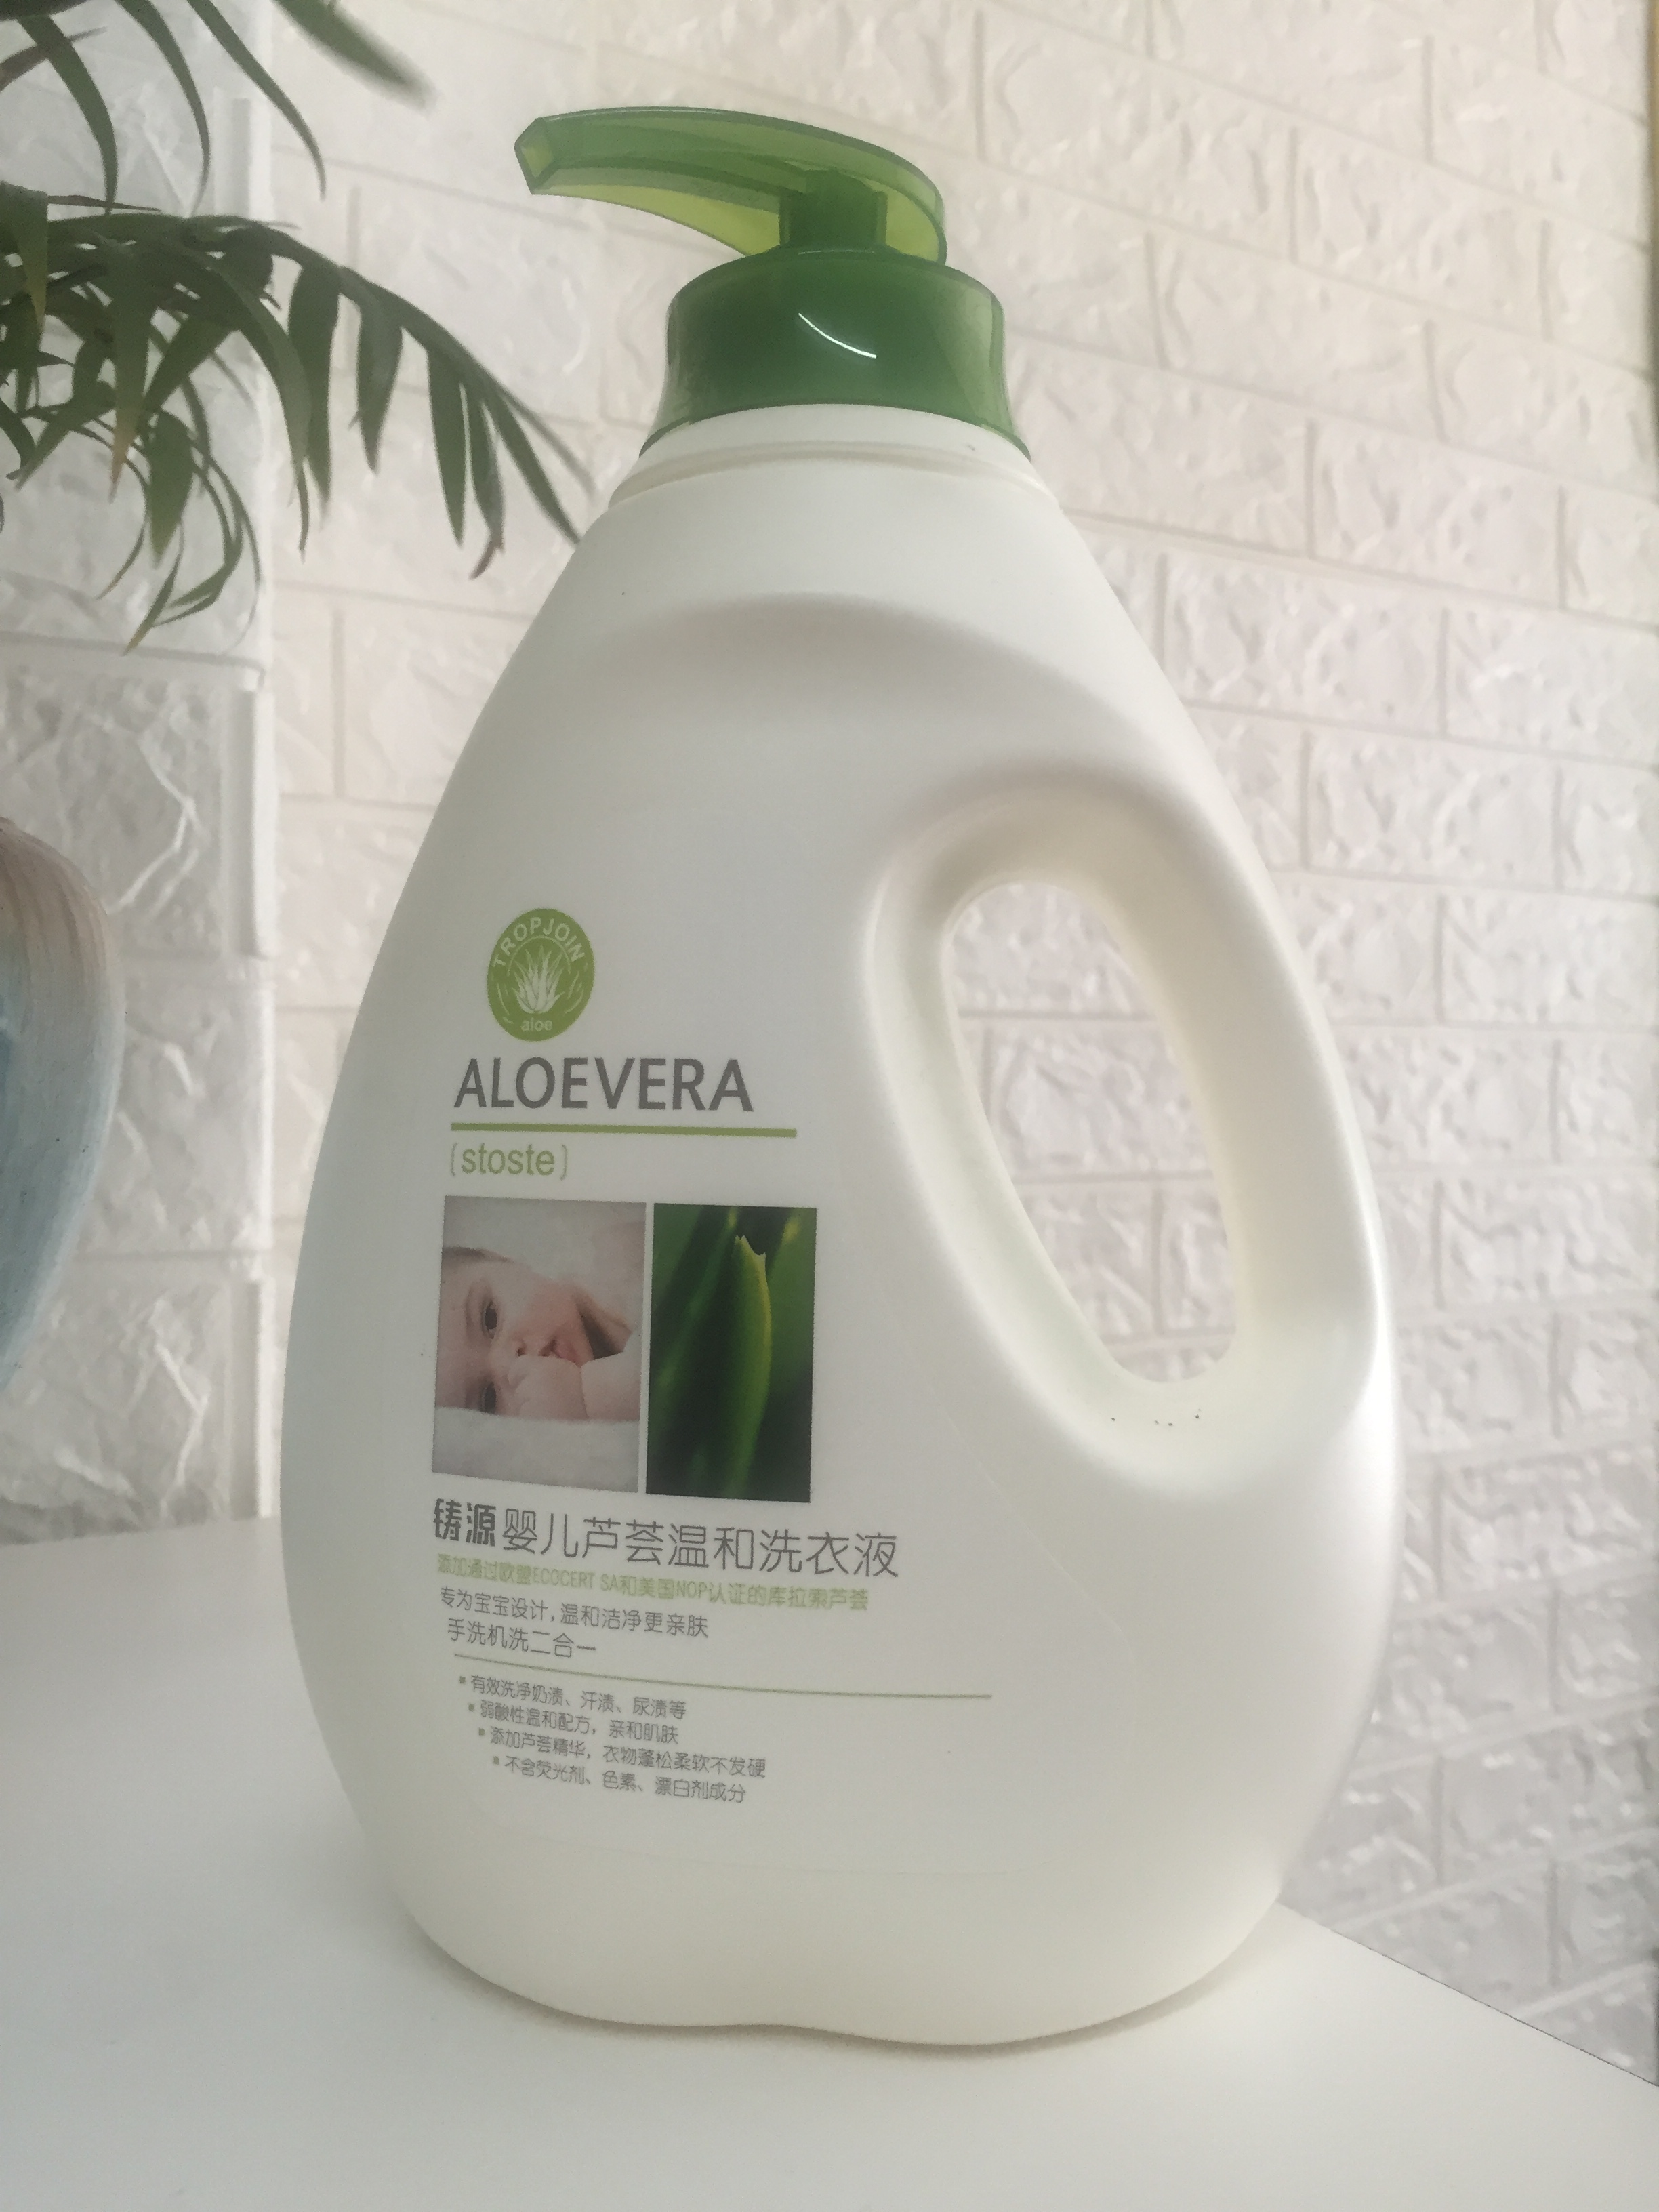 TROPJOIN
aloe
ALOEVERA
(stoste)
铸源婴儿芦荟温和洗衣液
添加通过欧盟ECOCERT SA和美国NOP认证的库拉索芦荟
专为宝宝设计,温和洁净更亲肤
手洗机洗二合一
▪ 有效洗净奶渍、汗渍、尿渍等
▪ 弱酸性温和配方，亲和肌肤
▪ 添加芦荟精华，衣物蓬松柔软不发硬
▪ 不含荧光剂、色素、漂白剂成分